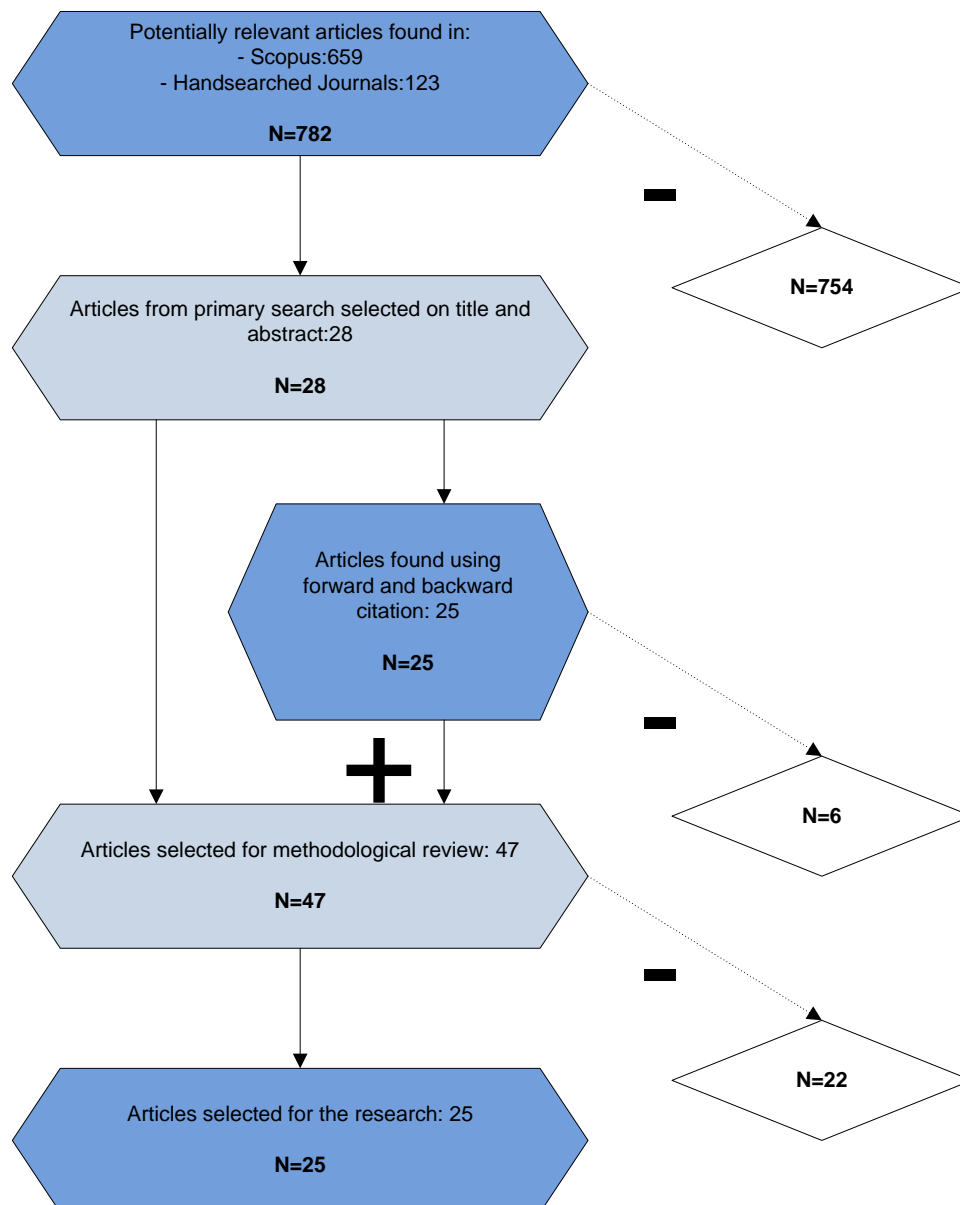 Potentially relevant articles found in:
- Scopus:659
- Handsearched Journals:123
N=782
N=754
Articles from primary search selected on title and
abstract:28
N=28
Articles found using
forward and backward
citation: 25
N=25
N=6
Articles selected for methodological review: 47
N=47
N=22
Articles selected for the research: 25
N=25